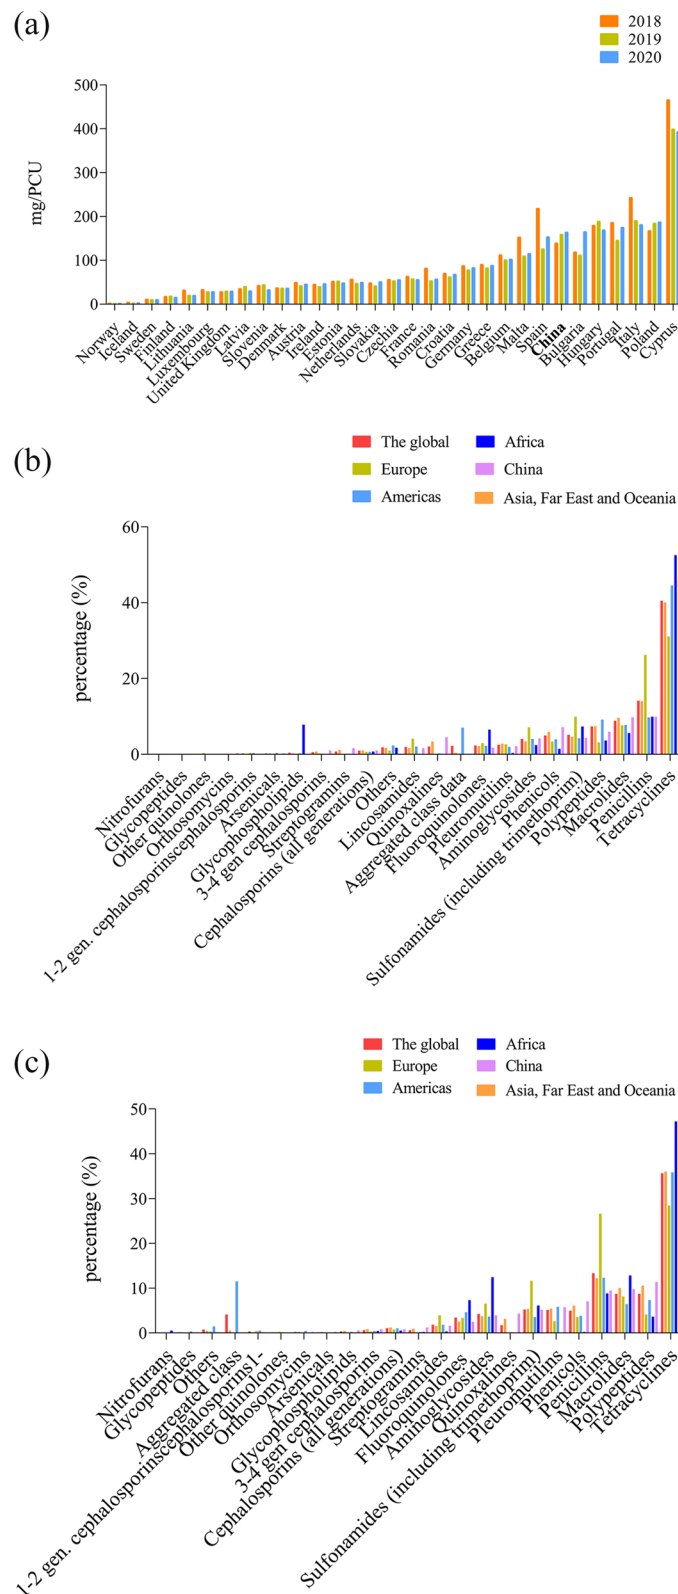 (a)
2018
2019
2020
500
400
300
200
100
0
mg/PCU
Norway
Iceland
Sweden
Finland
Lithuania
Luxembourg
United Kingdom
Latvia
Slovenia
Denmark
Austria
Ireland
Estonia
Netherlands
Slovakia
Czechia
France
Romania
Croatia
Germany
Greece
Belgium
Malta
Spain
China
Bulgaria
Hungary
Portugal
Italy
Poland
Cyprus
(b)
The global
Africa
Europe
China
Americas
Asia, Far East and Oceania
60
40
20
0
percentage (%)
Nitrofurans
Glycopeptides
Other quinolones
Orthosomycins
1-2 gen. cephalosporinscephalosporins
Arsenicals
Glycophospholipids
3-4 gen cephalosporins
Streptogramins
Cephalosporins (all generations)
Others
Lincosamides
Quinoxalines
Aggregated class data
Fluoroquinolones
Pleuromutilins
Aminoglycosides
Phenicols
Sulfonamides (including trimethoprim)
Polypeptides
Macrolides
Penicillins
Tetracyclines
(c)
The global
Africa
Europe
China
Americas
Asia, Far East and Oceania
50
40
30
20
10
0
percentage (%)
Nitrofurans
Glycopeptides
Others
Aggregated class
1-2 gen. cephalosporinscephalosporins1-
Other quinolones
Orthosomycins
Arsenicals
Glycophospholipids
3-4 gen cephalosporins
Cephalosporins (all generations)
Streptogramins
Lincosamides
Fluoroquinolones
Aminoglycosides
Quinoxalines
Sulfonamides (including trimethoprim)
Pleuromutilins
Phenicols
Penicillins
Macrolides
Polypeptides
Tetracyclines